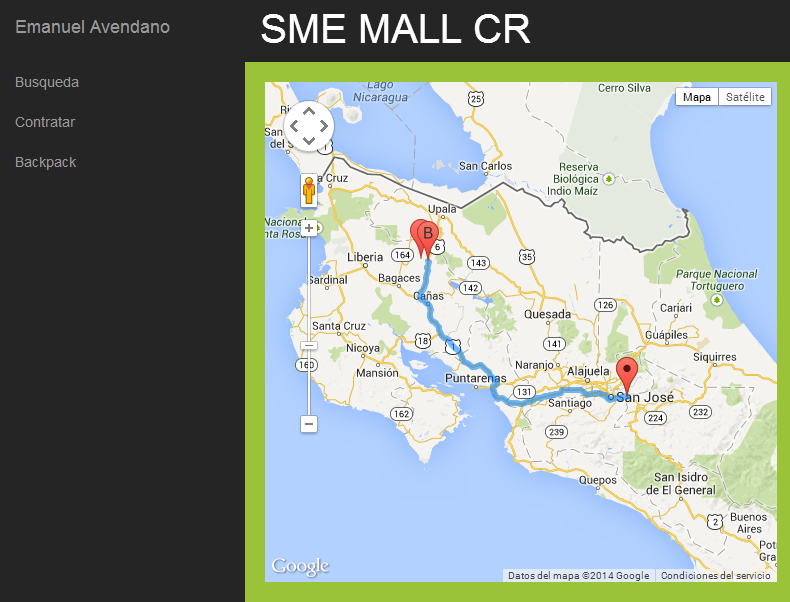 Emanuel Avendano
Busqueda
Contratar
Backpack
SME MALL CR
Lago
Nicaragua
25
Cerro Silva
Mapa
Satélite
San Carlos
Reserva
Biológica
Indio Maíz
a Cruz
Upala
Nacional
nta Rosa
B
6
164
143
35
Liberia
142
Bagaces
Sardinal
Cañas
Parque Nacional
Tortuguero
126
Cariari
Quesada
Santa Cruz
Guápiles
18
1
141
Nicoya
Siquirres
160
Mansión
Naranjo
Alajuela
Puntarenas
131
San José
Santiago
162
224
232
239
Quepos
San Isidro
de El General
2
Buenos
Aires
Google
Datos del mapa ©2014 Google
Condiciones del servicio